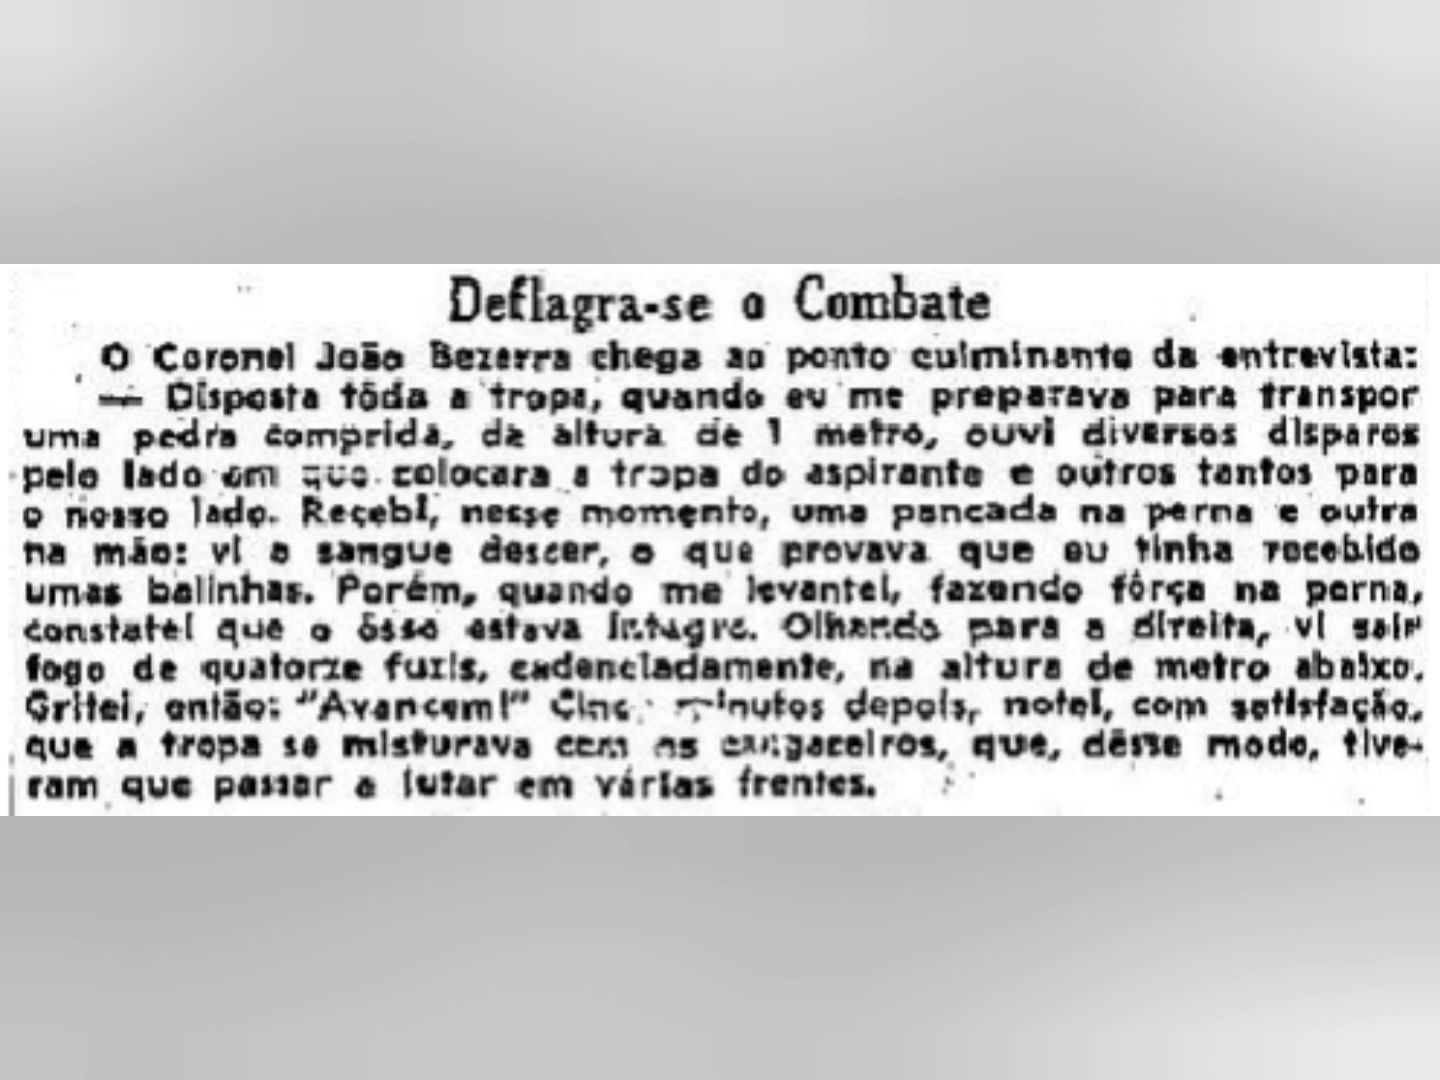 Deflagra-se o Combate
O Coronel João Bezerra chega ao ponto culminante da entrevista:
— Disposta tôda a tropa, quando eu me preparava para transpor
uma pedra comprida, de altura de 1 metro, ouvi diversos disparos
pelo lado em que colocara a tropa do aspirante e outros tantos para
o nosso lado. Recebi, nesse momento, uma pancada na perna e outra
na mão: vi o sangue descer, o que provava que eu tinha recebido
umas balinhas. Porém, quando me levantei, fazendo fôrça na perna,
constatei que o ôsso estava íntegro. Olhando para a direita, vi sair
fogo de quatorze fuzis, cadenciadamente, na altura de metro abaixo.
Gritei, então: "Avancem!" Cinco minutos depois, notei, com satisfação,
que a tropa se misturava com os cangaceiros, que, dêsse modo, tive-
ram que passar a lutar em várias frentes.